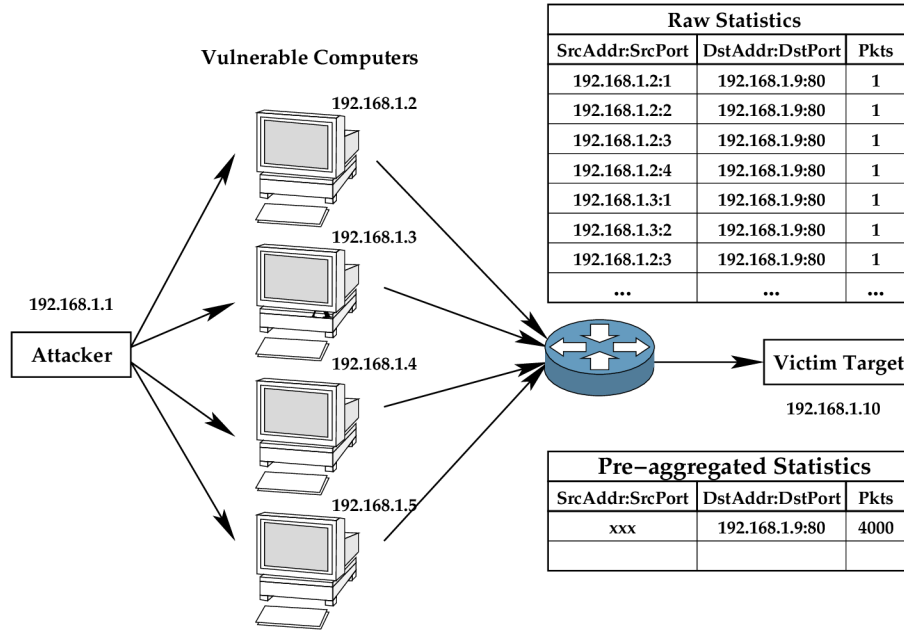 Vulnerable Computers
192.168.1.2
192.168.1.3
192.168.1.1
Attacker
192.168.1.4
192.168.1.5
Raw Statistics
SrcAddr:SrcPort DstAddr:DstPort Pkts
192.168.1.2:1 192.168.1.9:80 1
192.168.1.2:2 192.168.1.9:80 1
192.168.1.2:3 192.168.1.9:80 1
192.168.1.2:4 192.168.1.9:80 1
192.168.1.3:1 192.168.1.9:80 1
192.168.1.3:2 192.168.1.9:80 1
192.168.1.2:3 192.168.1.9:80 1
... ... ...
Victim Target
192.168.1.10
Pre-aggregated Statistics
SrcAddr:SrcPort DstAddr:DstPort Pkts
xxx 192.168.1.9:80 4000